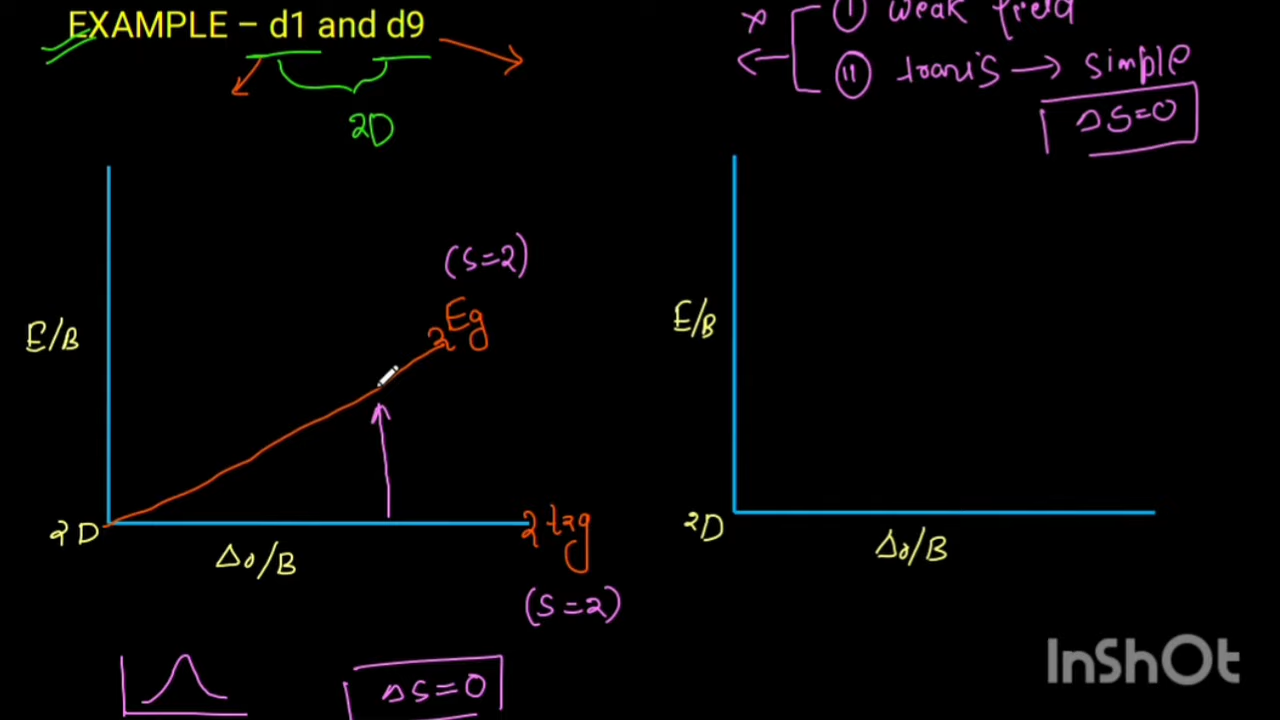 EXAMPLE – d1 and d9
2D
(I) weak field
(II) trans → simple
ΔS=0
E/B
(S=2)
2Eg
2D
Δo/B
2t2g
(S=2)
ΔS=0
E/B
2D
Δo/B
InShOt